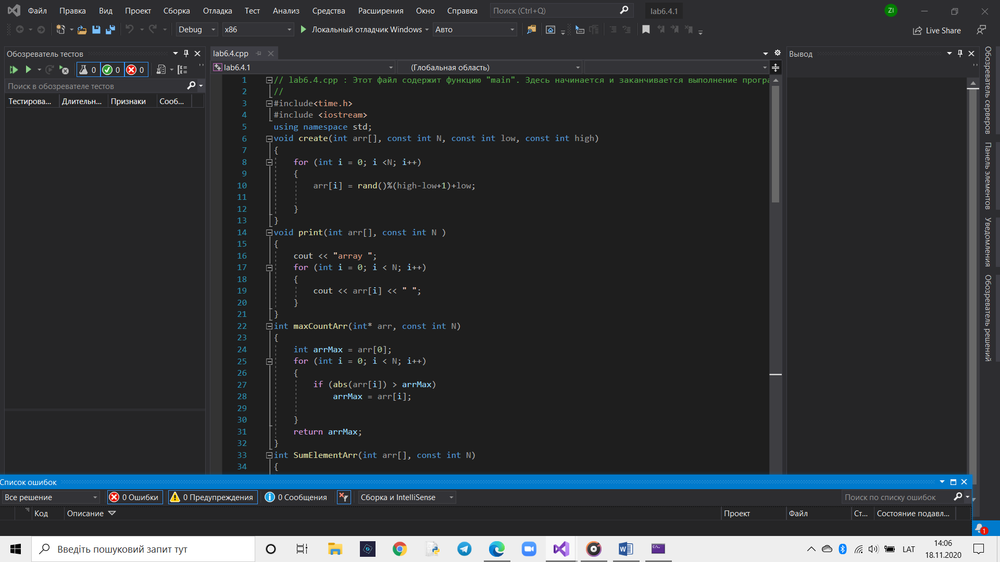 Файл Правка Вид Проект Сборка Отладка Тест Анализ Средства Расширения Окно Справка Поиск (Ctrl+Q) lab6.4.1 ZI
Debug x86 Локальный отладчик Windows Авто Live Share
Обозреватель тестов
0 0 0
Поиск в обозревателе тестов
Тестирова... Длительн... Признаки Сооб...
lab6.4.cpp
lab6.4.1 (Глобальная область)
1 // lab6.4.cpp : Этот файл содержит функцию "main". Здесь начинается и заканчивается выполнение програ
2 //
3 #include<time.h>
4 #include <iostream>
5 using namespace std;
6 void create(int arr[], const int N, const int low, const int high)
7 {
8 for (int i = 0; i <N; i++)
9 {
10 arr[i] = rand()%(high-low+1)+low;
11
12 }
13 }
14 void print(int arr[], const int N )
15 {
16 cout << "array ";
17 for (int i = 0; i < N; i++)
18 {
19 cout << arr[i] << " ";
20 }
21 }
22 int maxCountArr(int* arr, const int N)
23 {
24 int arrMax = arr[0];
25 for (int i = 0; i < N; i++)
26 {
27 if (abs(arr[i]) > arrMax)
28 arrMax = arr[i];
29
30 }
31 return arrMax;
32 }
33 int SumElementArr(int arr[], const int N)
34 {
Вывод
Обозреватель серверов
Панель элементов
Уведомления
Обозреватель решений
Список ошибок
Все решение 0 Ошибки 0 Предупреждения 0 Сообщения Сборка и IntelliSense Поиск по списку ошибок
Код Описание Проект Файл Ст... Состояние подавл...
1
Введіть пошуковий запит тут
LAT
14:06
18.11.2020